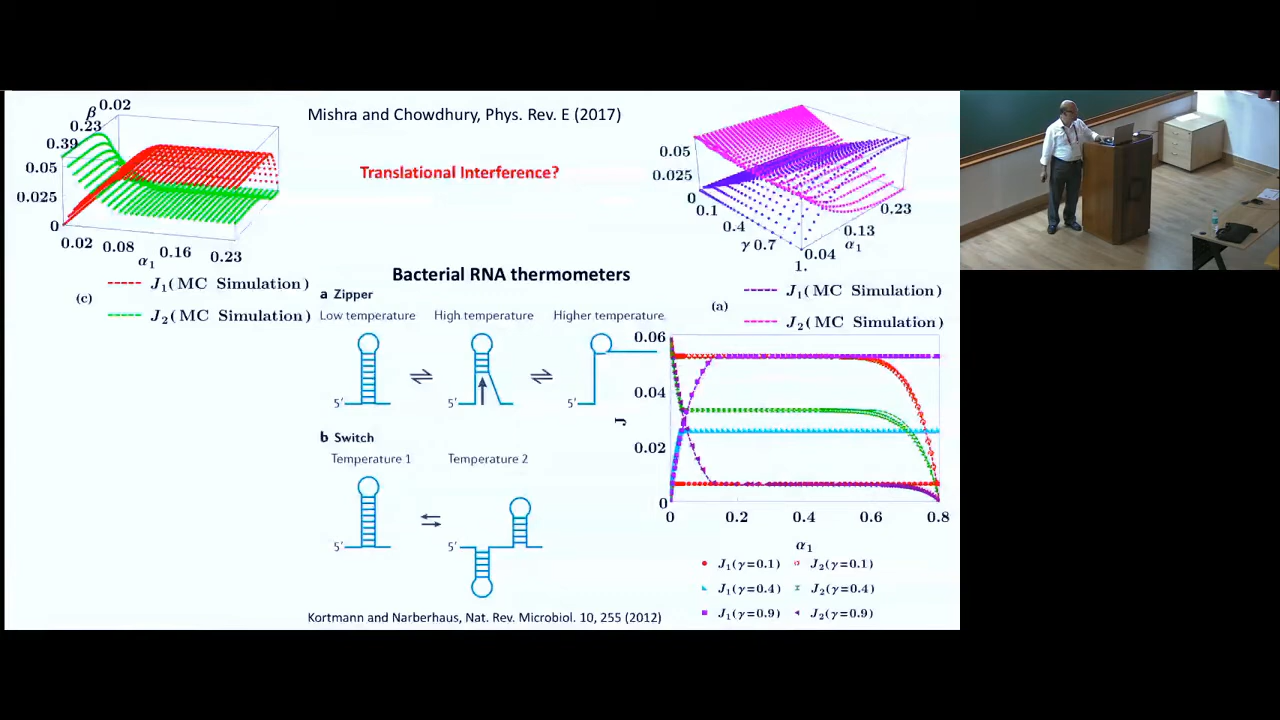 Mishra and Chowdhury, Phys. Rev. E (2017)
Translational Interference?
β 0.02
0.23
0.39
0.05
0.025
0
0.02 0.08 0.16 0.23
α₁
(c)
J₁(MC Simulation)
J₂(MC Simulation)
0.05
0.025
0
0.1
0.4
γ 0.7
1.
0.04
0.13
α₁
0.23
(a)
J₁(MC Simulation)
J₂(MC Simulation)
Bacterial RNA thermometers
a Zipper
Low temperature High temperature Higher temperature
5′ 5′ 5′
b Switch
Temperature 1 Temperature 2
5′ 5′
Kortmann and Narberhaus, Nat. Rev. Microbiol. 10, 255 (2012)
0.06
0.04
J
0.02
0
0 0.2 0.4 0.6 0.8
α₁
J₁(γ=0.1) J₂(γ=0.1)
J₁(γ=0.4) J₂(γ=0.4)
J₁(γ=0.9) J₂(γ=0.9)